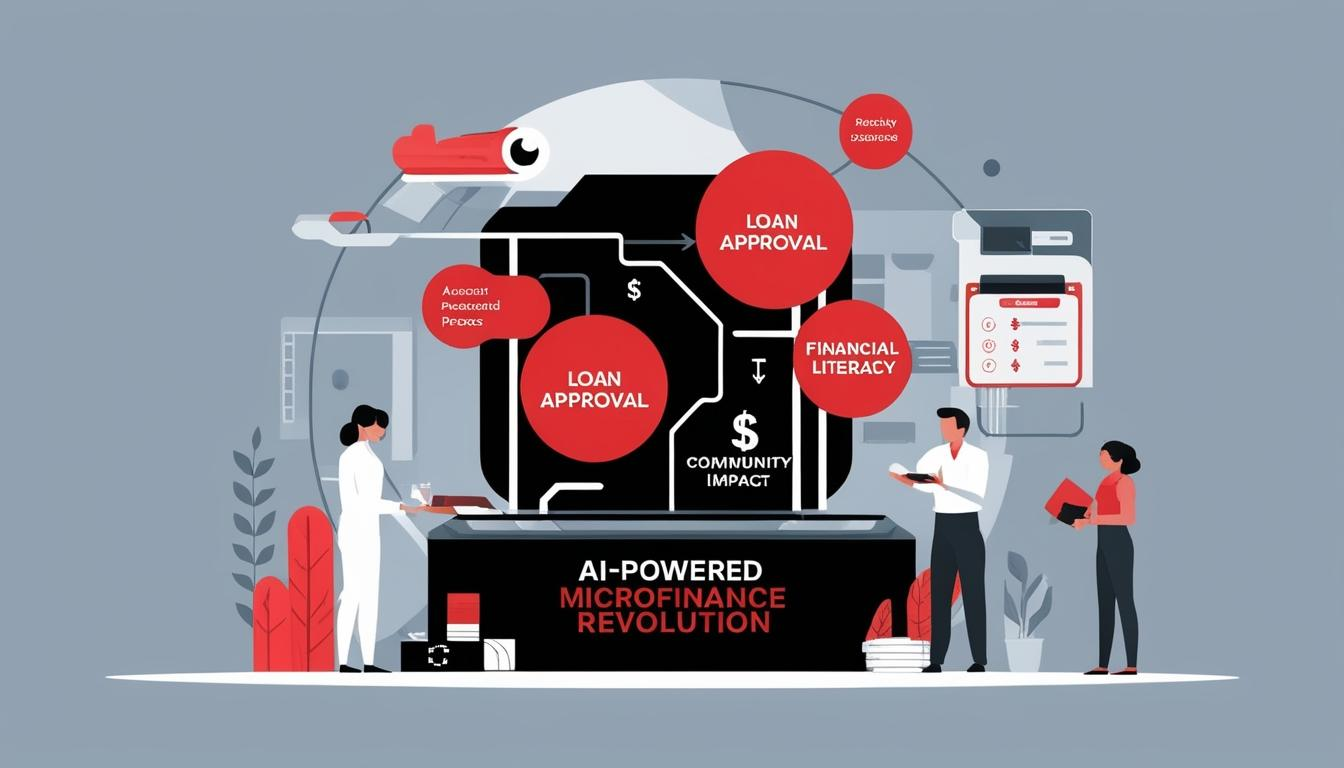 LOAN
APPROVAL
$
LOAN
APPROVAL
FINANCIAL
LITERACY
$
COMMUNITY
IMPACT
AI-POWERED
MICROFINANCE
REVOLUTION